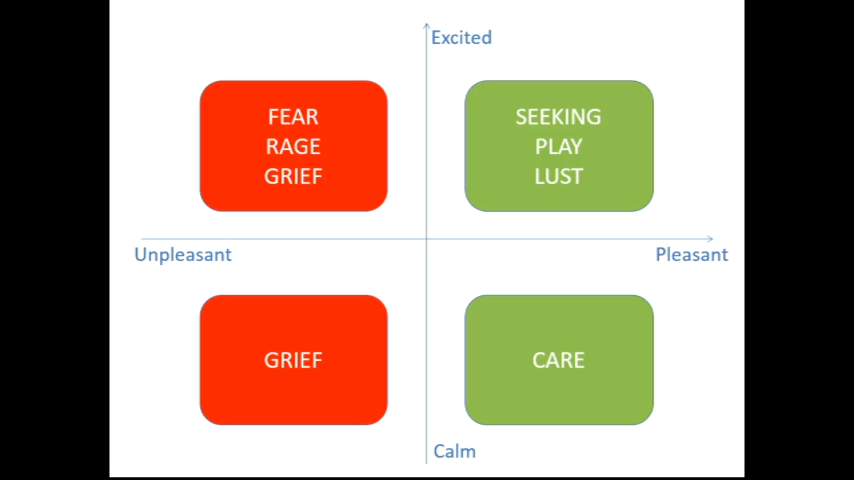 Excited
FEAR
RAGE
GRIEF
SEEKING
PLAY
LUST
Unpleasant
Pleasant
GRIEF
CARE
Calm